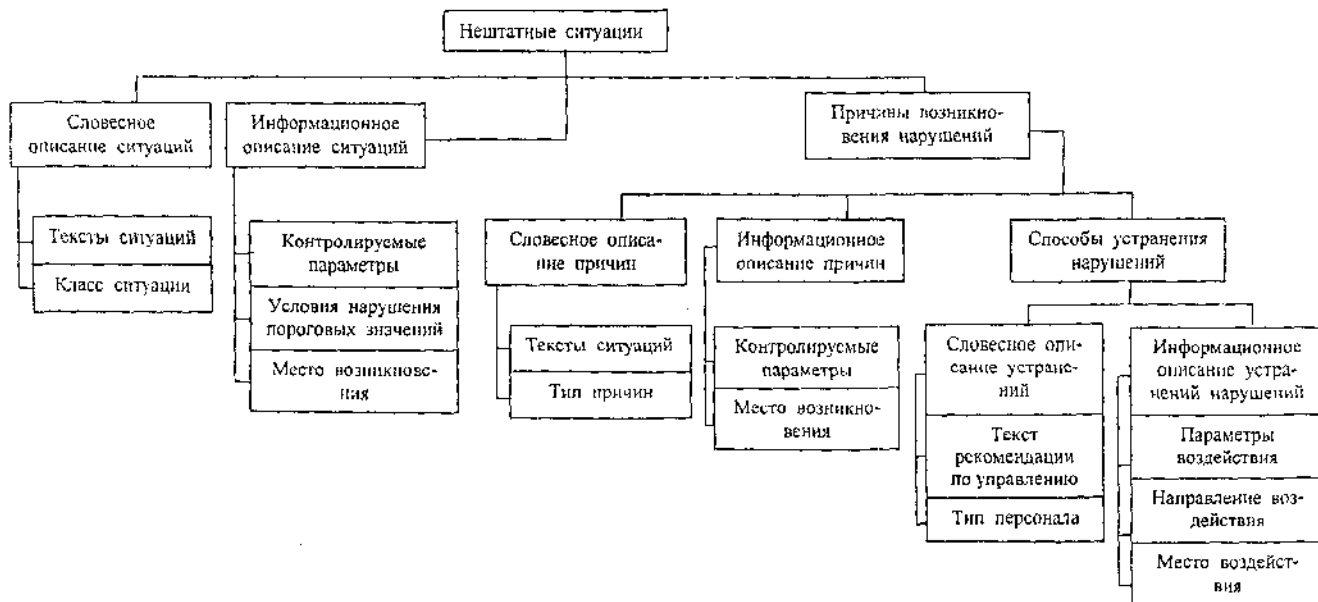 Нештатные ситуации
Словесное
описание ситуаций
Информационное
описание ситуаций
Причины возникно-
вения нарушений
Тексты ситуаций
Класс ситуации
Контролируемые
параметры
Условия нарушения
пороговых значений
Место возникнове-
ния
Словесное описа-
ние причин
Информационное
описание причин
Способы устранения
нарушений
Тексты ситуаций
Тип причин
Контролируемые
параметры
Место возникно-
вения
Словесное опи-
сание устране-
ний
Текст
рекомендации
по управлению
Тип персонала
Информационное
описание устра-
нений нарушений
Параметры
воздействия
Направление воз-
действия
Место воздейст-
вия